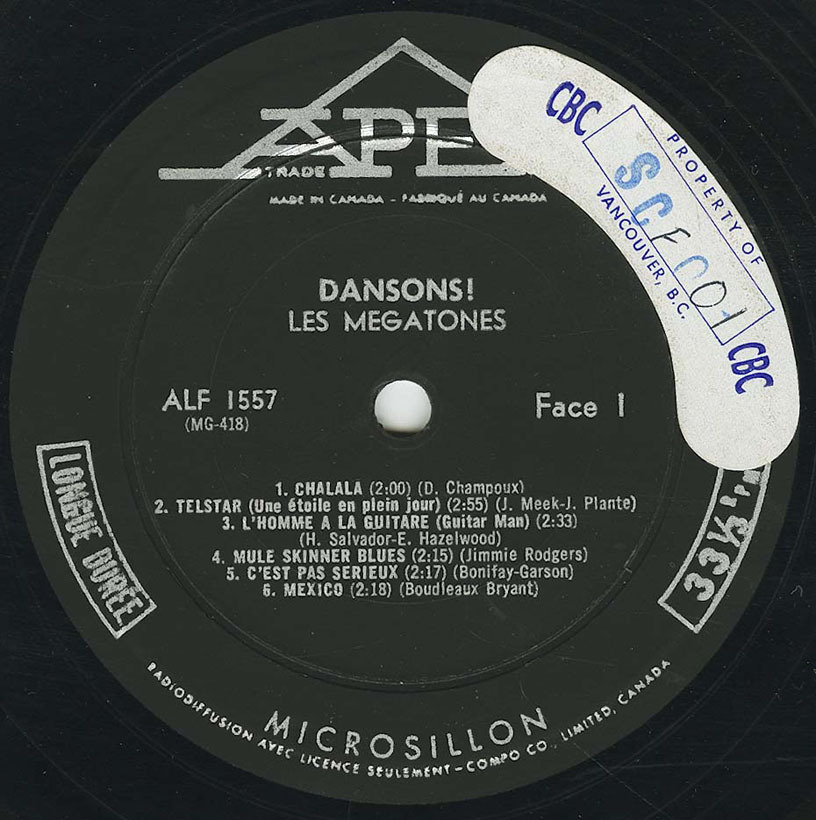 APE
TRADE
MADE IN CANADA - FABRIQUÉ AU CANADA
CBC
PROPERTY OF
VANCOUVER, B.C.
CBC
DANSONS!
LES MEGATONES
ALF 1557
(MG-418)
Face 1
1. CHALALA (2:00) (D. Champoux)
2. TELSTAR (Une étoile en plein jour) (2:55) (J. Meek-J. Plante)
3. L'HOMME A LA GUITARE (Guitar Man) (2:33)
(H. Salvador-E. Hazelwood)
4. MULE SKINNER BLUES (2:15) (Jimmie Rodgers)
5. C'EST PAS SERIEUX (2:17) (Bonifay-Garson)
6. MEXICO (2:18) (Boudleaux Bryant)
LONGUE DURÉE
33⅓ RPM
MICROSILLON
RADIODIFFUSION AVEC LICENCE SEULEMENT - COMPO CO., LIMITED, CANADA